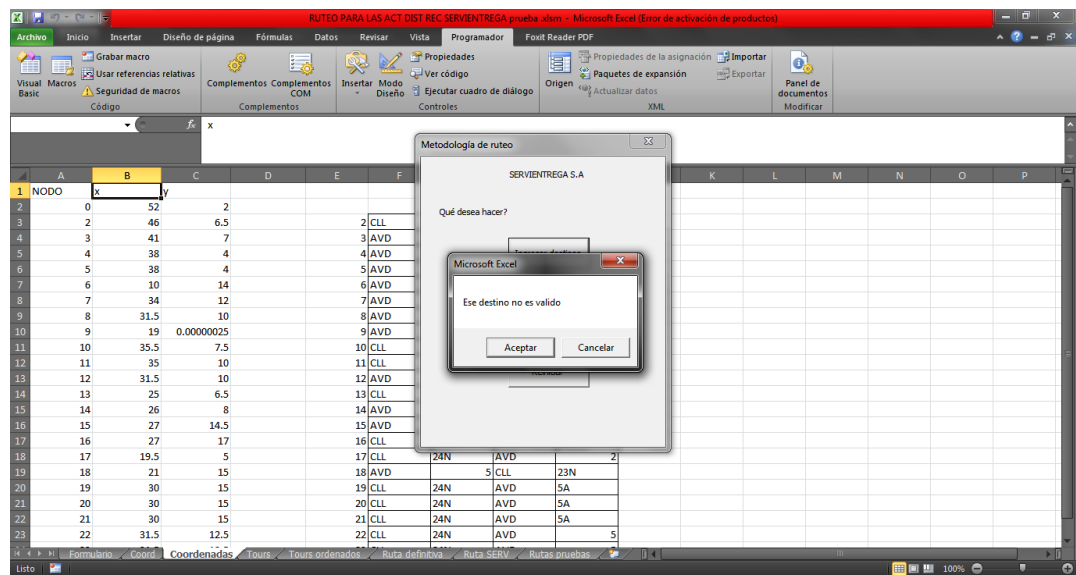 RUTEO PARA LAS ACT DIST REC SERVIENTREGA prueba .xlsm - Microsoft Excel (Error de activación de productos)
Archivo Inicio Insertar Diseño de página Fórmulas Datos Revisar Vista Programador Foxit Reader PDF
Visual Basic
Macros
Grabar macro
Usar referencias relativas
Seguridad de macros
Código
Complementos
Complementos COM
Complementos
Insertar
Modo Diseño
Propiedades
Ver código
Ejecutar cuadro de diálogo
Controles
Origen
Propiedades de la asignación
Paquetes de expansión
Actualizar datos
Importar
Exportar
XML
Panel de documentos
Modificar
fx x
A B C D E F K L M N O P
1 NODO x y
2 0 52 2
3 2 46 6.5 2 CLL
4 3 41 7 3 AVD
5 4 38 4 4 AVD
6 5 38 4 5 AVD
7 6 10 14 6 AVD
8 7 34 12 7 AVD
9 8 31.5 10 8 AVD
10 9 19 0.00000025 9 AVD
11 10 35.5 7.5 10 CLL
12 11 35 10 11 CLL
13 12 31.5 10 12 AVD
14 13 25 6.5 13 CLL
15 14 26 8 14 AVD
16 15 27 14.5 15 AVD
17 16 27 17 16 CLL
18 17 19.5 5 17 CLL 24N AVD 2
19 18 21 15 18 AVD 5 CLL 23N
20 19 30 15 19 CLL 24N AVD 5A
21 20 30 15 20 CLL 24N AVD 5A
22 21 30 15 21 CLL 24N AVD 5A
23 22 31.5 12.5 22 CLL 24N AVD 5
Metodología de ruteo
SERVIENTREGA S.A
Qué desea hacer?
Microsoft Excel
Ese destino no es valido
Aceptar Cancelar
Formulario Coord Coordenadas Tours Tours ordenados Ruta definitiva Ruta SERV Rutas pruebas
Listo 100%